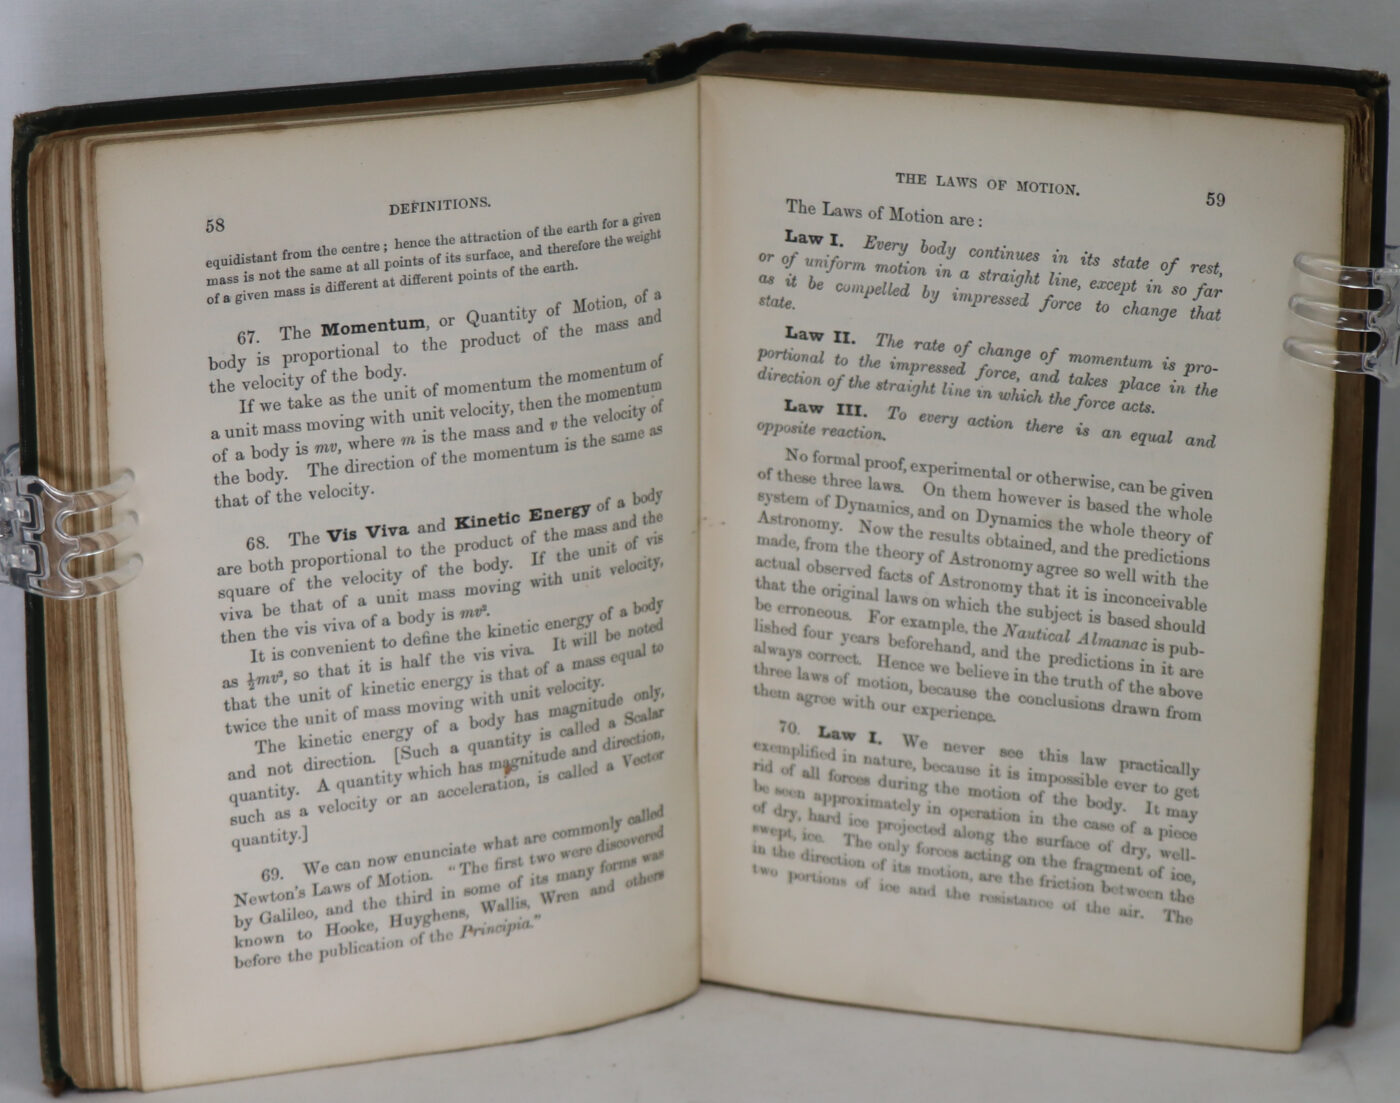 58
DEFINITIONS.
equidistant from the centre; hence the attraction of the earth for a given
mass is not the same at all points of its surface, and therefore the weight
of a given mass is different at different points of the earth.
67. The Momentum, or Quantity of Motion, of a
body is proportional to the product of the mass and
the velocity of the body.
If we take as the unit of momentum the momentum of
a unit mass moving with unit velocity, then the momentum
of a body is mv, where m is the mass and v the velocity of
the body. The direction of the momentum is the same as
that of the velocity.
68. The Vis Viva and Kinetic Energy of a body
are both proportional to the product of the mass and the
square of the velocity of the body. If the unit of vis
viva be that of a unit mass moving with unit velocity,
then the vis viva of a body is mv².
It is convenient to define the kinetic energy of a body
as ½mv², so that it is half the vis viva. It will be noted
that the unit of kinetic energy is that of a mass equal to
twice the unit of mass moving with unit velocity.
The kinetic energy of a body has magnitude only,
and not direction. [Such a quantity is called a Scalar
quantity. A quantity which has magnitude and direction,
such as a velocity or an acceleration, is called a Vector
quantity.]
69. We can now enunciate what are commonly called
Newton's Laws of Motion. "The first two were discovered
by Galileo, and the third in some of its many forms was
known to Hooke, Huyghens, Wallis, Wren and others
before the publication of the Principia."
THE LAWS OF MOTION.
59
The Laws of Motion are:
Law I. Every body continues in its state of rest,
or of uniform motion in a straight line, except in so far
as it be compelled by impressed force to change that
state.
Law II. The rate of change of momentum is pro-
portional to the impressed force, and takes place in the
direction of the straight line in which the force acts.
Law III. To every action there is an equal and
opposite reaction.
No formal proof, experimental or otherwise, can be given
of these three laws. On them however is based the whole
system of Dynamics, and on Dynamics the whole theory of
Astronomy. Now the results obtained, and the predictions
made, from the theory of Astronomy agree so well with the
actual observed facts of Astronomy that it is inconceivable
that the original laws on which the subject is based should
be erroneous. For example, the Nautical Almanac is pub-
lished four years beforehand, and the predictions in it are
always correct. Hence we believe in the truth of the above
three laws of motion, because the conclusions drawn from
them agree with our experience.
70. Law I. We never see this law practically
exemplified in nature, because it is impossible ever to get
rid of all forces during the motion of the body. It may
be seen approximately in operation in the case of a piece
of dry, hard ice projected along the surface of dry, well-
swept, ice. The only forces acting on the fragment of ice,
in the direction of its motion, are the friction between the
two portions of ice and the resistance of the air. The